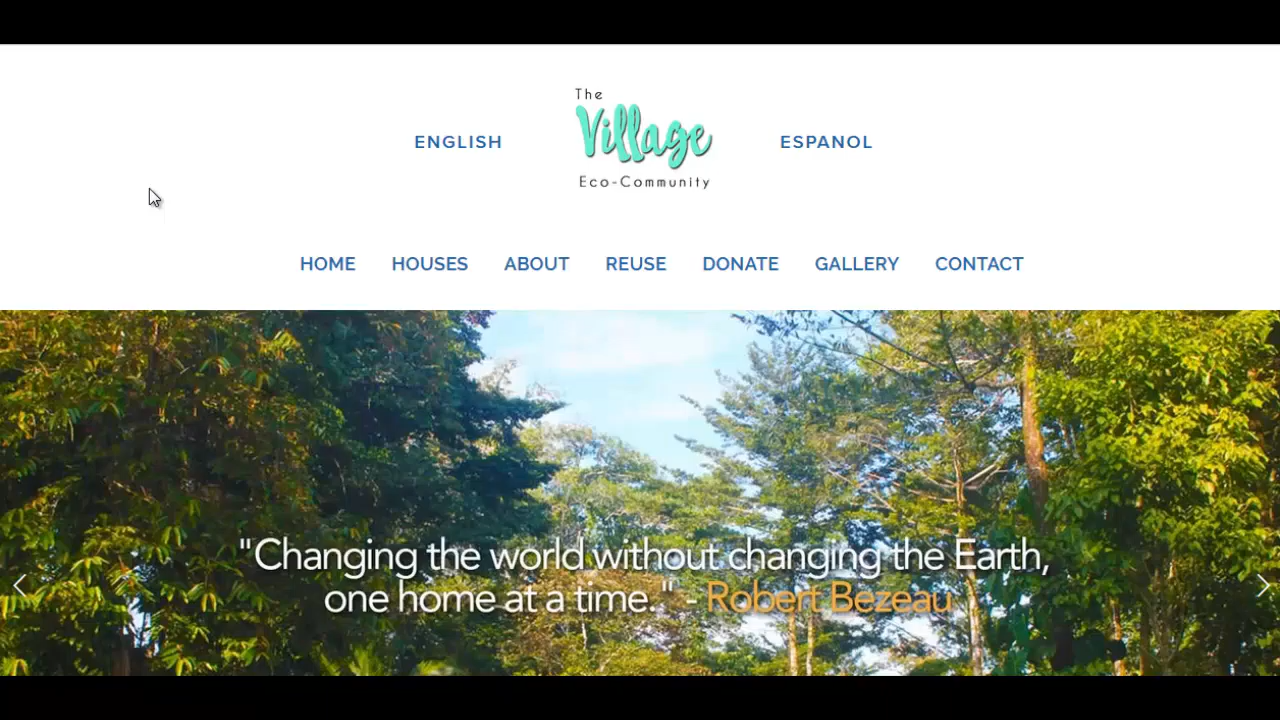 The
Village
Eco-Community
ENGLISH
ESPANOL
HOME HOUSES ABOUT REUSE DONATE GALLERY CONTACT
"Changing the world without changing the Earth,
one home at a time." - Robert Bezeau